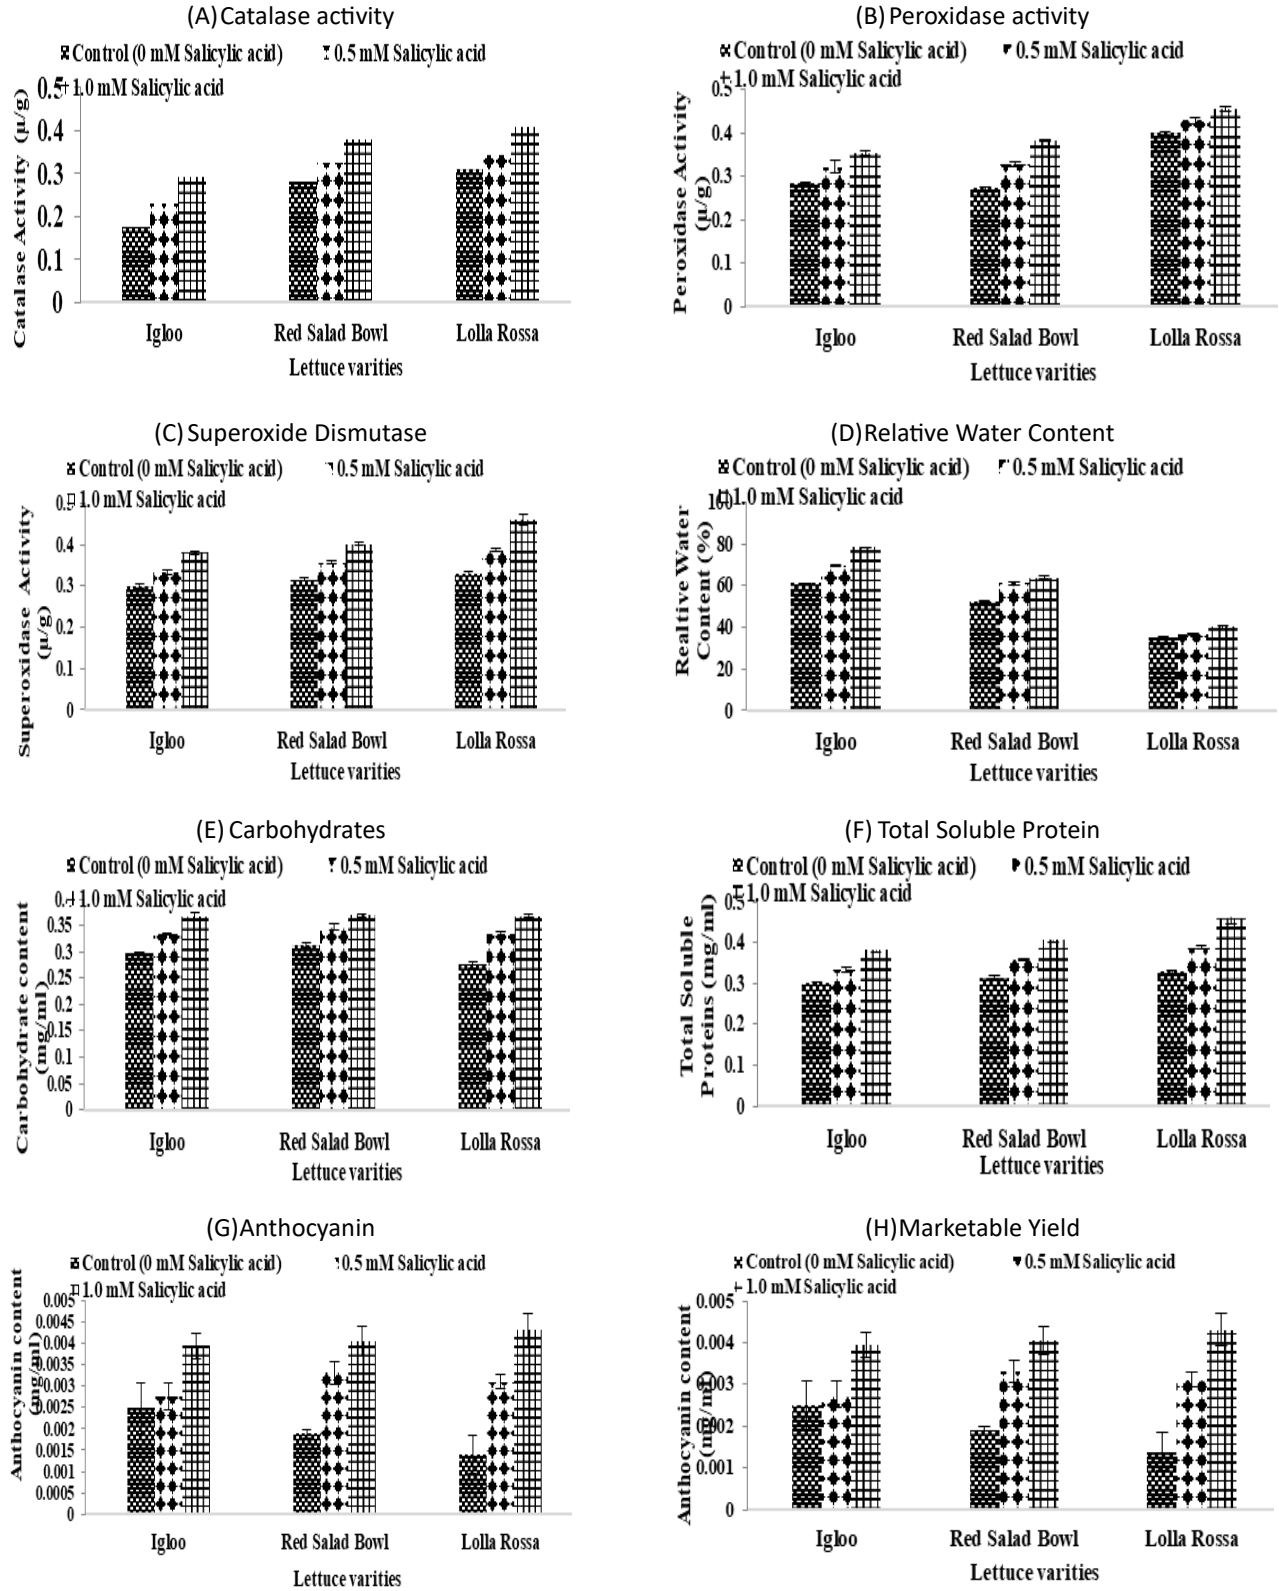 (A) Catalase activity
Control (0 mM Salicylic acid) 0.5 mM Salicylic acid
1.0 mM Salicylic acid
0.5
0.4
0.3
0.2
0.1
0
Catalase Activity (µ/g)
Igloo Red Salad Bowl Lolla Rossa
Lettuce varities
(B) Peroxidase activity
Control (0 mM Salicylic acid) 0.5 mM Salicylic acid
1.0 mM Salicylic acid
0.5
0.4
0.3
0.2
0.1
0
Peroxidase Activity
(µ/g)
Igloo Red Salad Bowl Lolla Rossa
Lettuce varities
(C) Superoxide Dismutase
Control (0 mM Salicylic acid) 0.5 mM Salicylic acid
1.0 mM Salicylic acid
0.5
0.4
0.3
0.2
0.1
0
Superoxidase Activity
(µ/g)
Igloo Red Salad Bowl Lolla Rossa
Lettuce varities
(D) Relative Water Content
Control (0 mM Salicylic acid) 0.5 mM Salicylic acid
1.0 mM Salicylic acid
100
80
60
40
20
0
Realtive Water
Content (%)
Igloo Red Salad Bowl Lolla Rossa
Lettuce varities
(E) Carbohydrates
Control (0 mM Salicylic acid) 0.5 mM Salicylic acid
1.0 mM Salicylic acid
0.4
0.35
0.3
0.25
0.2
0.15
0.1
0.05
0
Carbohydrate content
(mg/ml)
Igloo Red Salad Bowl Lolla Rossa
Lettuce varities
(F) Total Soluble Protein
Control (0 mM Salicylic acid) 0.5 mM Salicylic acid
1.0 mM Salicylic acid
0.5
0.4
0.3
0.2
0.1
0
Total Soluble
Proteins (mg/ml)
Igloo Red Salad Bowl Lolla Rossa
Lettuce varities
(G) Anthocyanin
Control (0 mM Salicylic acid) 0.5 mM Salicylic acid
1.0 mM Salicylic acid
0.005
0.0045
0.004
0.0035
0.003
0.0025
0.002
0.0015
0.001
0.0005
0
Anthocyanin content
(mg/ml)
Igloo Red Salad Bowl Lolla Rossa
Lettuce varities
(H) Marketable Yield
Control (0 mM Salicylic acid) 0.5 mM Salicylic acid
1.0 mM Salicylic acid
0.005
0.004
0.003
0.002
0.001
0
Anthocyanin content
(mg/ml)
Igloo Red Salad Bowl Lolla Rossa
Lettuce varities